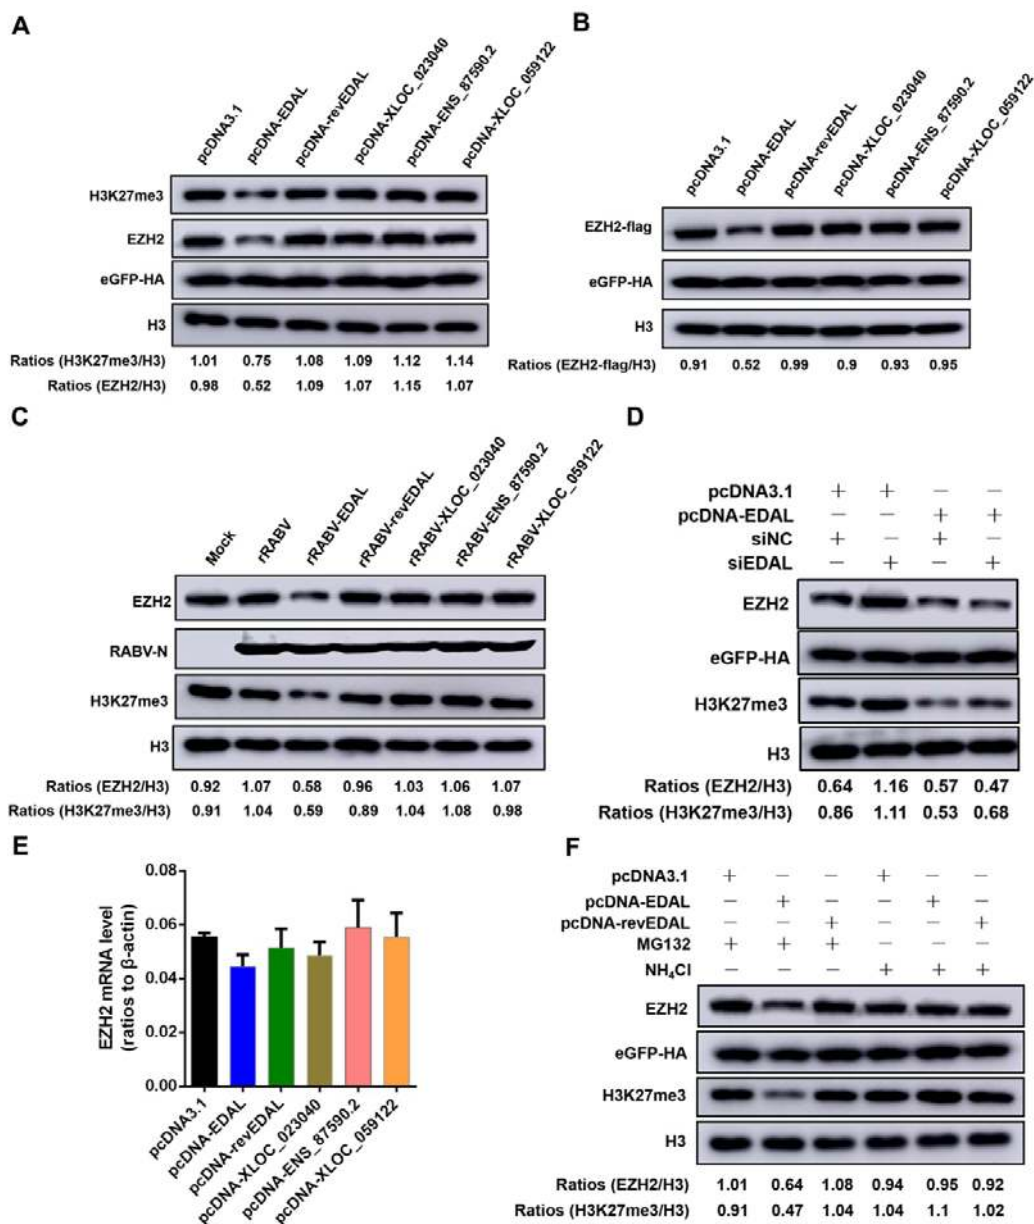 A
pcDNA3.1
pcDNA-EDAL
pcDNA-revEDAL
pcDNA-XLOC_023040
pcDNA-ENS_87590.2
pcDNA-XLOC_059122
H3K27me3
EZH2
eGFP-HA
H3
Ratios (H3K27me3/H3) 1.01 0.75 1.08 1.09 1.12 1.14
Ratios (EZH2/H3) 0.98 0.52 1.09 1.07 1.15 1.07
B
pcDNA3.1
pcDNA-EDAL
pcDNA-revEDAL
pcDNA-XLOC_023040
pcDNA-ENS_87590.2
pcDNA-XLOC_059122
EZH2-flag
eGFP-HA
H3
Ratios (EZH2-flag/H3) 0.91 0.52 0.99 0.9 0.93 0.95
C
Mock
rRABV
rRABV-EDAL
rRABV-revEDAL
rRABV-XLOC_023040
rRABV-ENS_87590.2
rRABV-XLOC_059122
EZH2
RABV-N
H3K27me3
H3
Ratios (EZH2/H3) 0.92 1.07 0.58 0.96 1.03 1.06 1.07
Ratios (H3K27me3/H3) 0.91 1.04 0.59 0.89 1.04 1.08 0.98
D
pcDNA3.1 + + − −
pcDNA-EDAL − − + +
siNC + − + −
siEDAL − + − +
EZH2
eGFP-HA
H3K27me3
H3
Ratios (EZH2/H3) 0.64 1.16 0.57 0.47
Ratios (H3K27me3/H3) 0.86 1.11 0.53 0.68
E
EZH2 mRNA level
(ratios to β-actin)
0.08
0.06
0.04
0.02
0.00
pcDNA3.1
pcDNA-EDAL
pcDNA-revEDAL
pcDNA-XLOC_023040
pcDNA-ENS_87590.2
pcDNA-XLOC_059122
F
pcDNA3.1 + − − + − −
pcDNA-EDAL − + − − + −
pcDNA-revEDAL − − + − − +
MG132 + + + − − −
NH₄Cl − − − + + +
EZH2
eGFP-HA
H3K27me3
H3
Ratios (EZH2/H3) 1.01 0.64 1.08 0.94 0.95 0.92
Ratios (H3K27me3/H3) 0.91 0.47 1.04 1.04 1.1 1.02